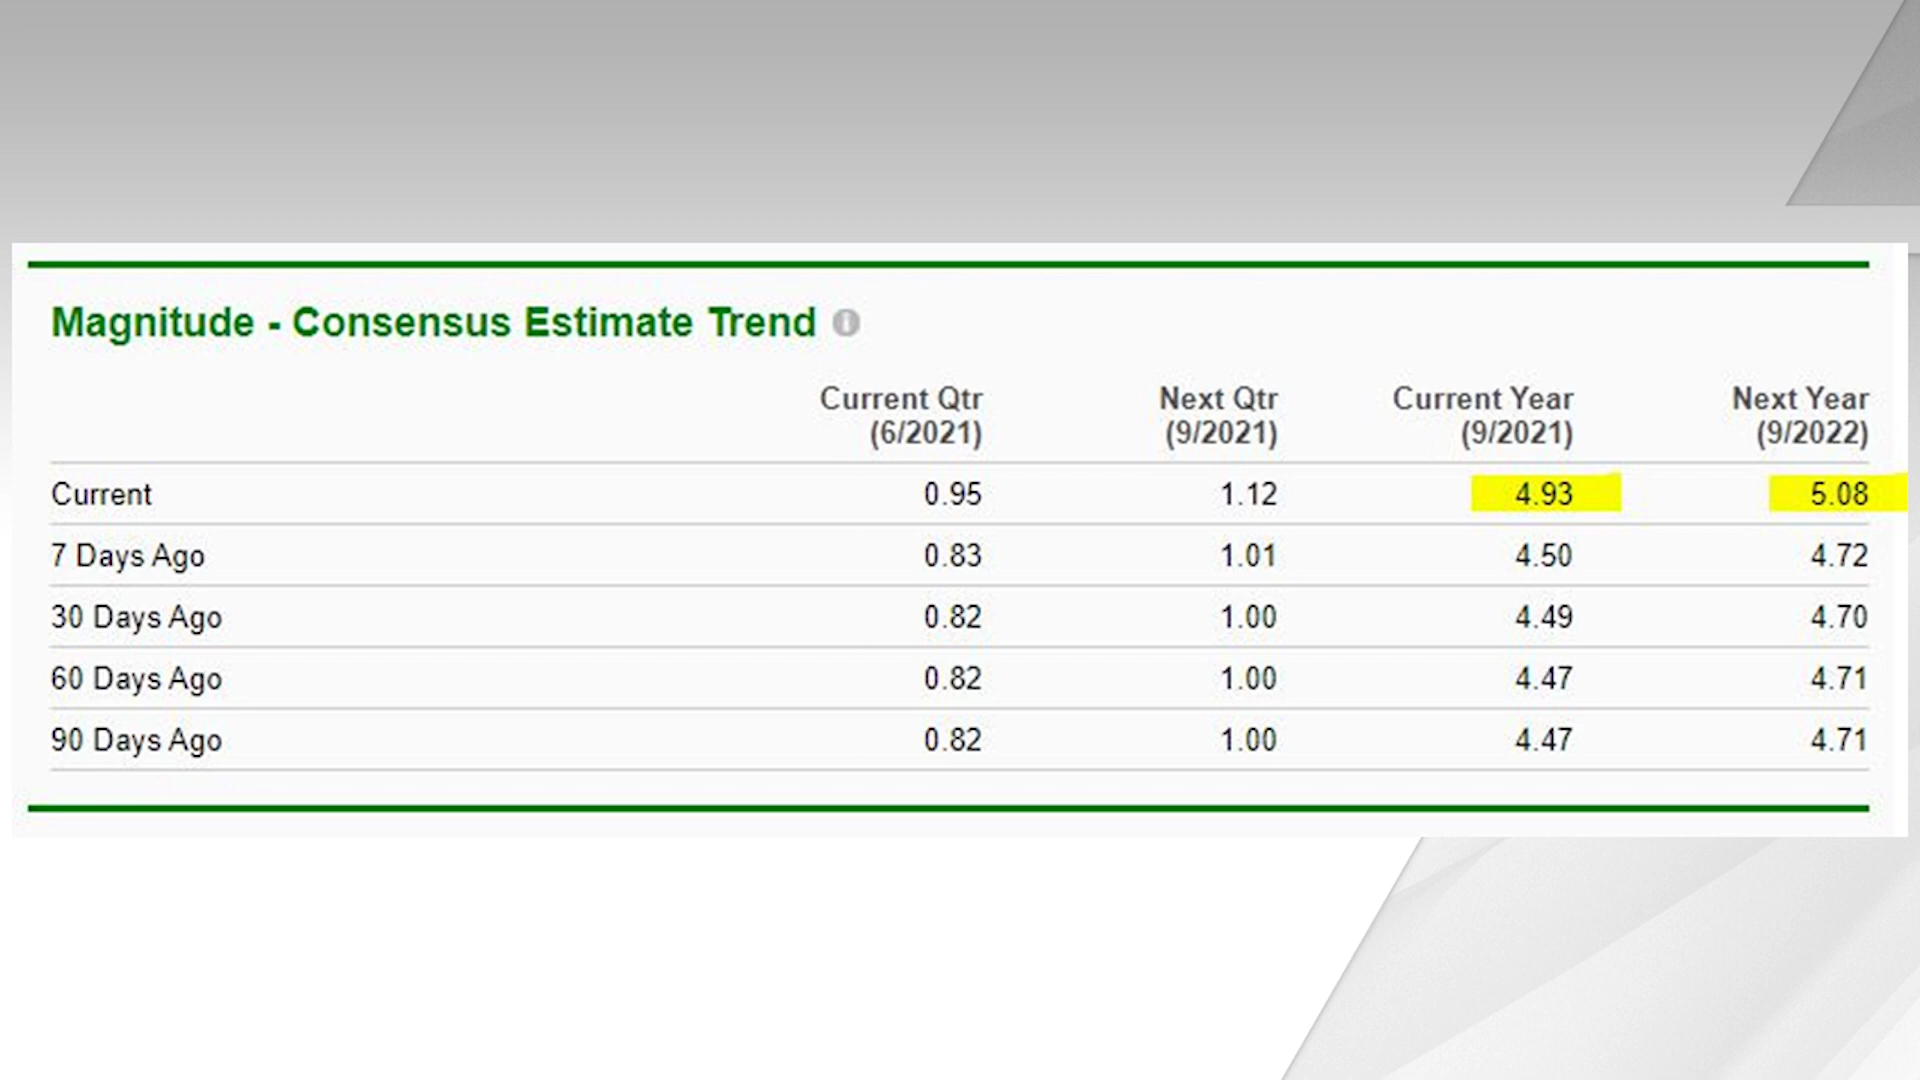 Magnitude - Consensus Estimate Trend
Current Qtr Next Qtr Current Year Next Year
(6/2021) (9/2021) (9/2021) (9/2022)
Current 0.95 1.12 4.93 5.08
7 Days Ago 0.83 1.01 4.50 4.72
30 Days Ago 0.82 1.00 4.49 4.70
60 Days Ago 0.82 1.00 4.47 4.71
90 Days Ago 0.82 1.00 4.47 4.71